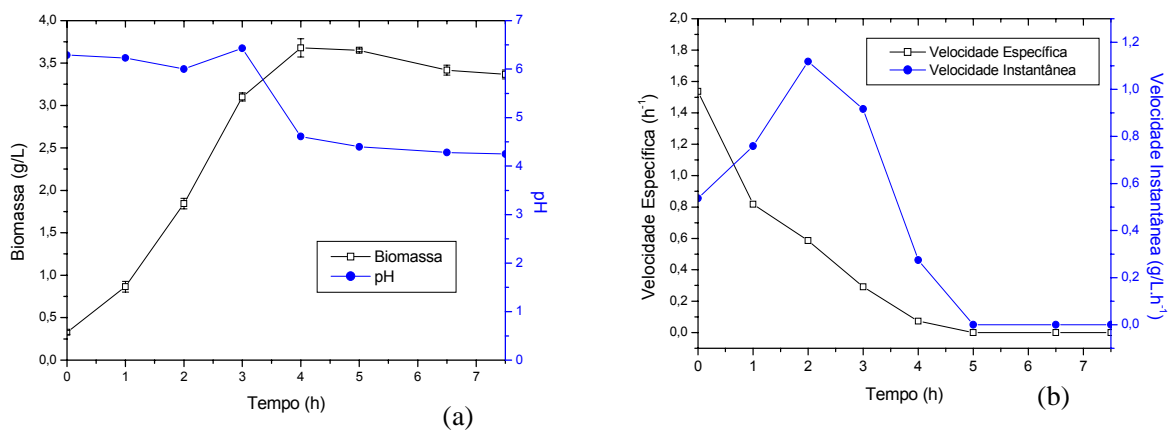 4,0
3,5
3,0
2,5
2,0
1,5
1,0
0,5
0,0
Biomassa (g/L)
0 1 2 3 4 5 6 7
Tempo (h)
7
6
5
4
3
2
1
0
pH
Biomassa
pH
(a)
2,0
1,8
1,6
1,4
1,2
1,0
0,8
0,6
0,4
0,2
0,0
Velocidade Específica (h⁻¹)
0 1 2 3 4 5 6 7
Tempo (h)
1,2
1,0
0,8
0,6
0,4
0,2
0,0
Velocidade Instantânea (g/L.h⁻¹)
Velocidade Específica
Velocidade Instantânea
(b)